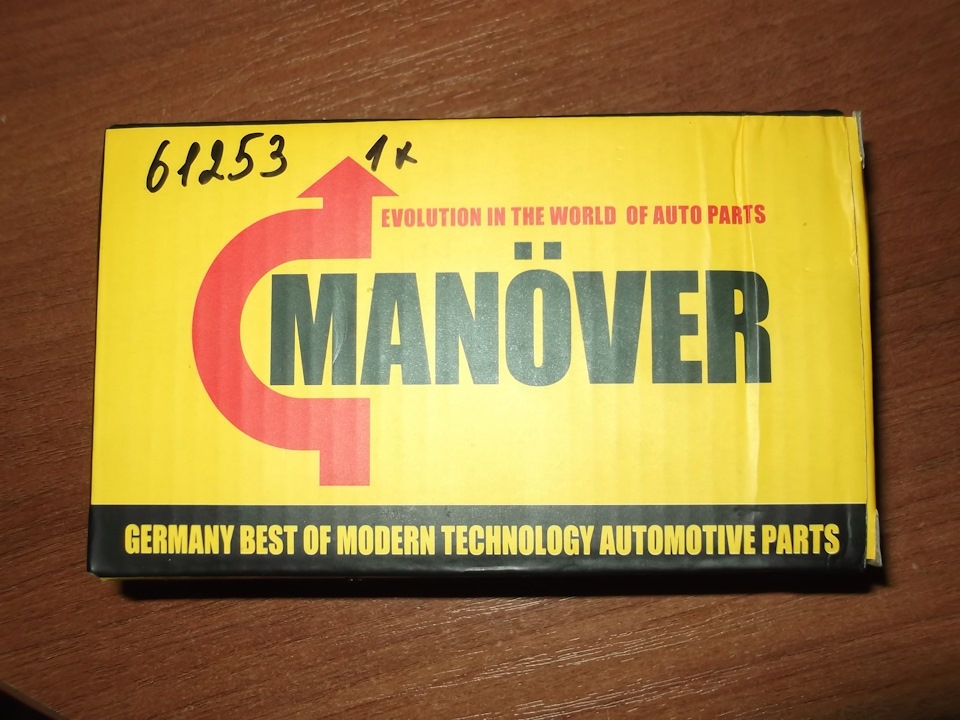 61253 1к
EVOLUTION IN THE WORLD OF AUTO PARTS
MANÖVER
GERMANY BEST OF MODERN TECHNOLOGY AUTOMOTIVE PARTS